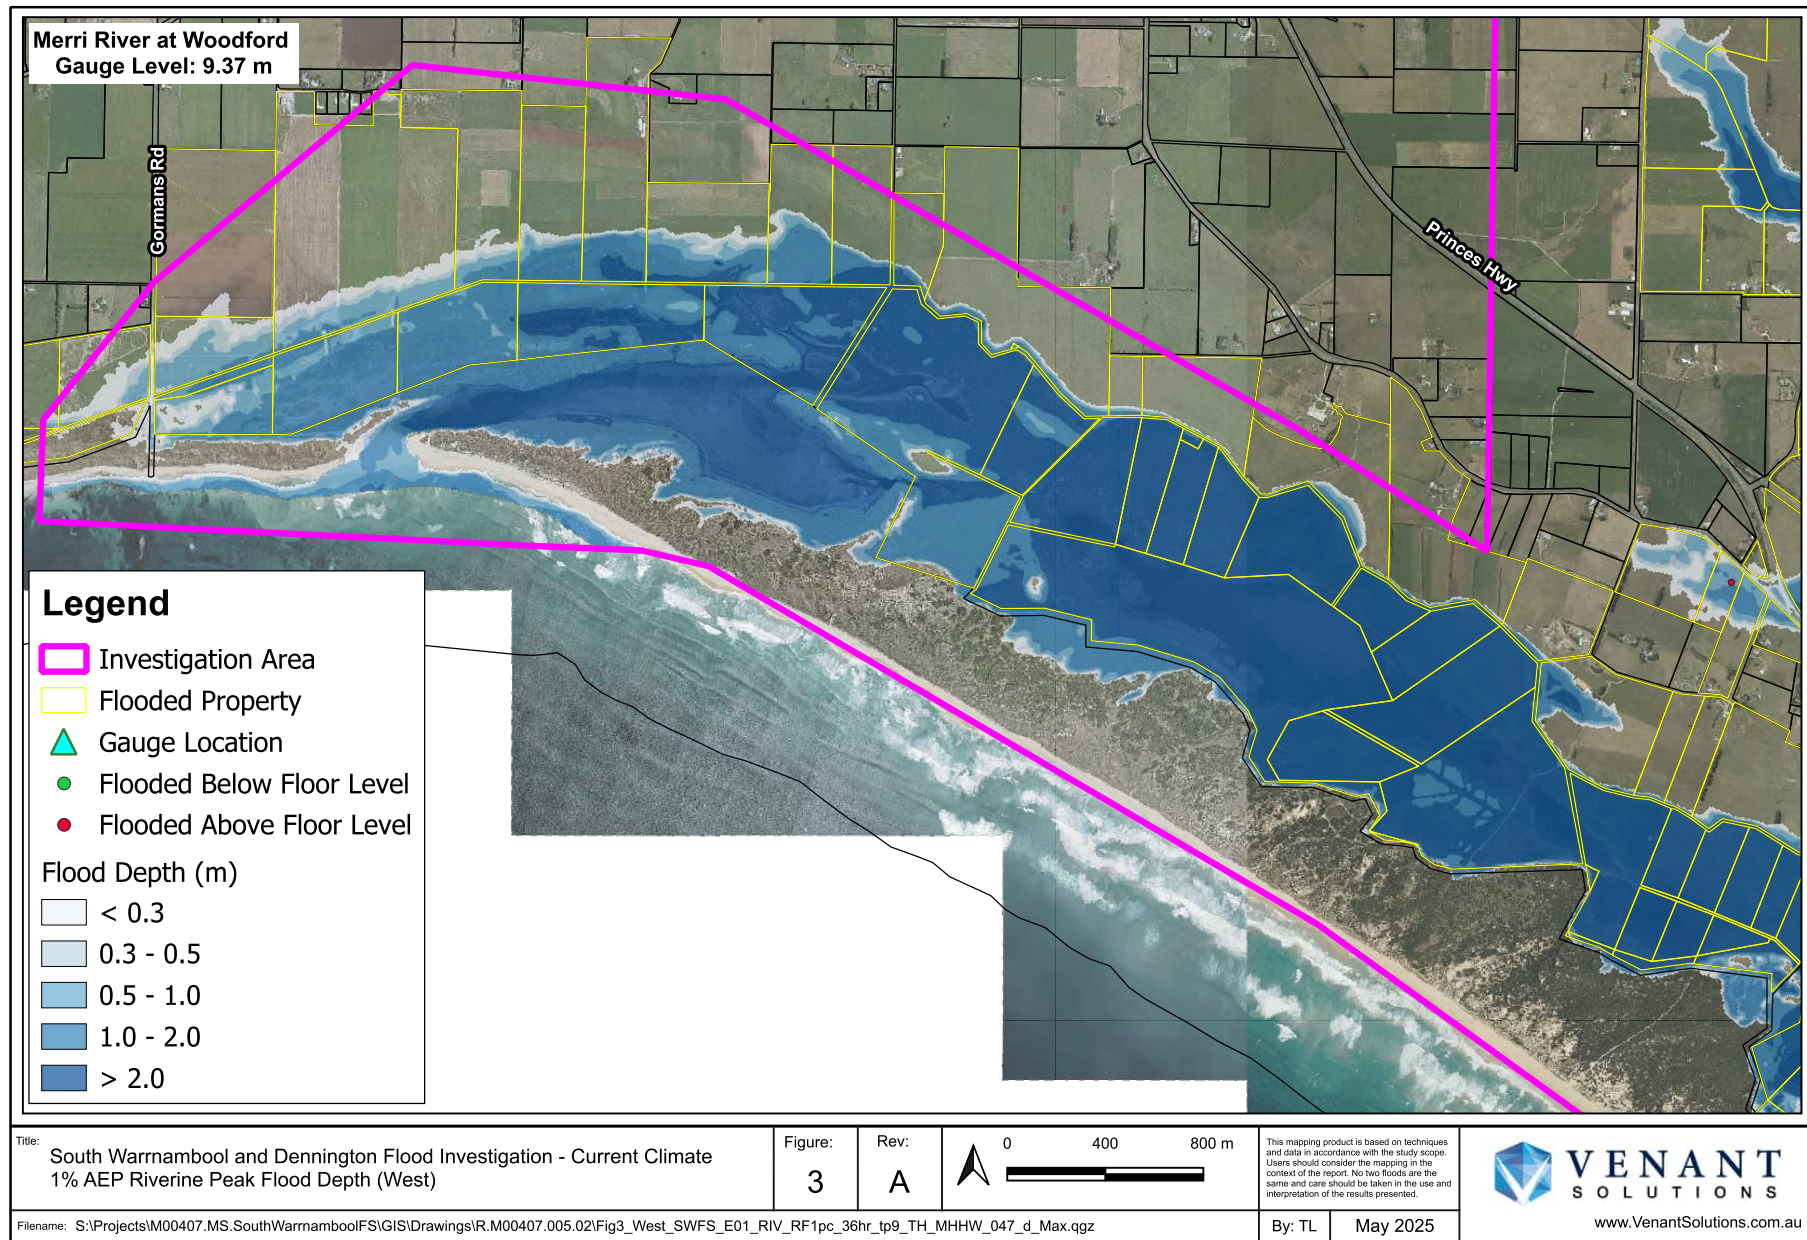 Merri River at Woodford
Gauge Level: 9.37 m
Gormans Rd
Princes Hwy
Legend
Investigation Area
Flooded Property
Gauge Location
Flooded Below Floor Level
Flooded Above Floor Level
Flood Depth (m)
< 0.3
0.3 - 0.5
0.5 - 1.0
1.0 - 2.0
> 2.0
Title:
South Warrnambool and Dennington Flood Investigation - Current Climate
1% AEP Riverine Peak Flood Depth (West)
Figure:
3
Rev:
A
0 400 800 m
This mapping product is based on techniques
and data in accordance with the study scope.
Users should consider the mapping in the
context of the report. No two floods are the
same and care should be taken in the use and
interpretation of the results presented.
VENANT
SOLUTIONS
www.VenantSolutions.com.au
Filename: S:\Projects\M00407.MS.SouthWarrnamboolFS\GIS\Drawings\R.M00407.005.02\Fig3_West_SWFS_E01_RIV_RF1pc_36hr_tp9_TH_MHHW_047_d_Max.qgz
By: TL
May 2025